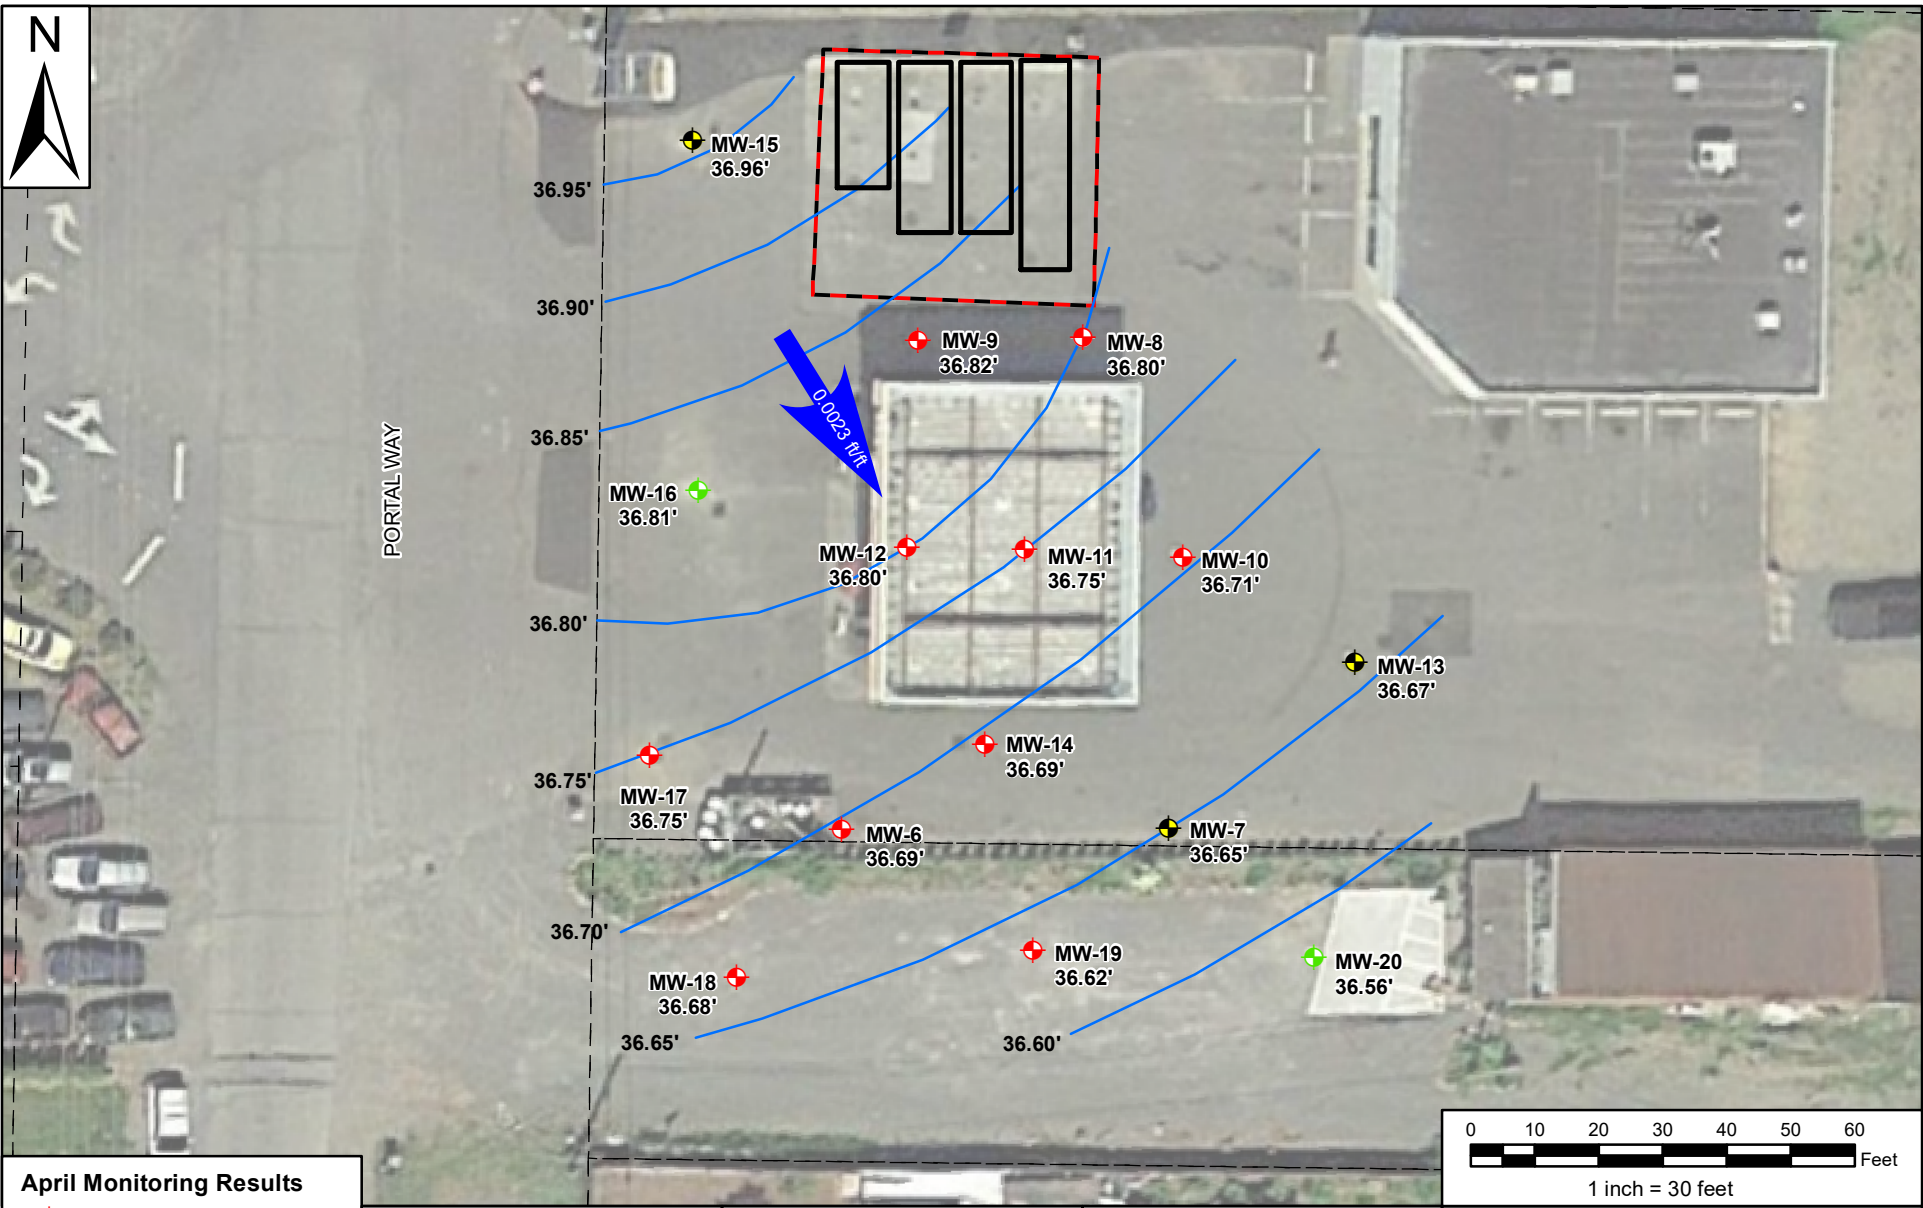 N
MW-15
36.96'
36.95'
36.90'
MW-9
36.82'
MW-8
36.80'
36.85'
0.0023 ft/ft
PORTAL WAY
MW-16
36.81'
MW-12
36.80'
MW-11
36.75'
MW-10
36.71'
36.80'
MW-13
36.67'
MW-14
36.69'
36.75'
MW-17
36.75'
MW-6
36.69'
MW-7
36.65'
36.70'
MW-18
36.68'
MW-19
36.62'
MW-20
36.56'
36.65'
36.60'
0 10 20 30 40 50 60
Feet
1 inch = 30 feet
April Monitoring Results